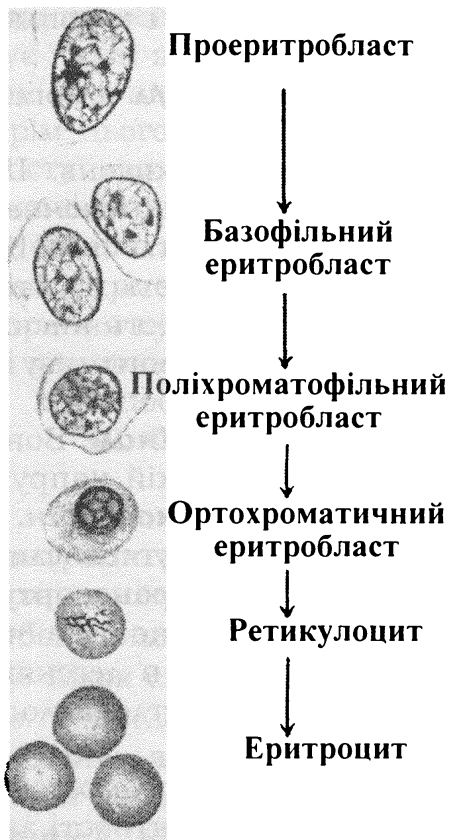 Проеритробласт
Базофільний
еритробласт
Поліхроматофільний
еритробласт
Ортохроматичний
еритробласт
Ретикулоцит
Еритроцит